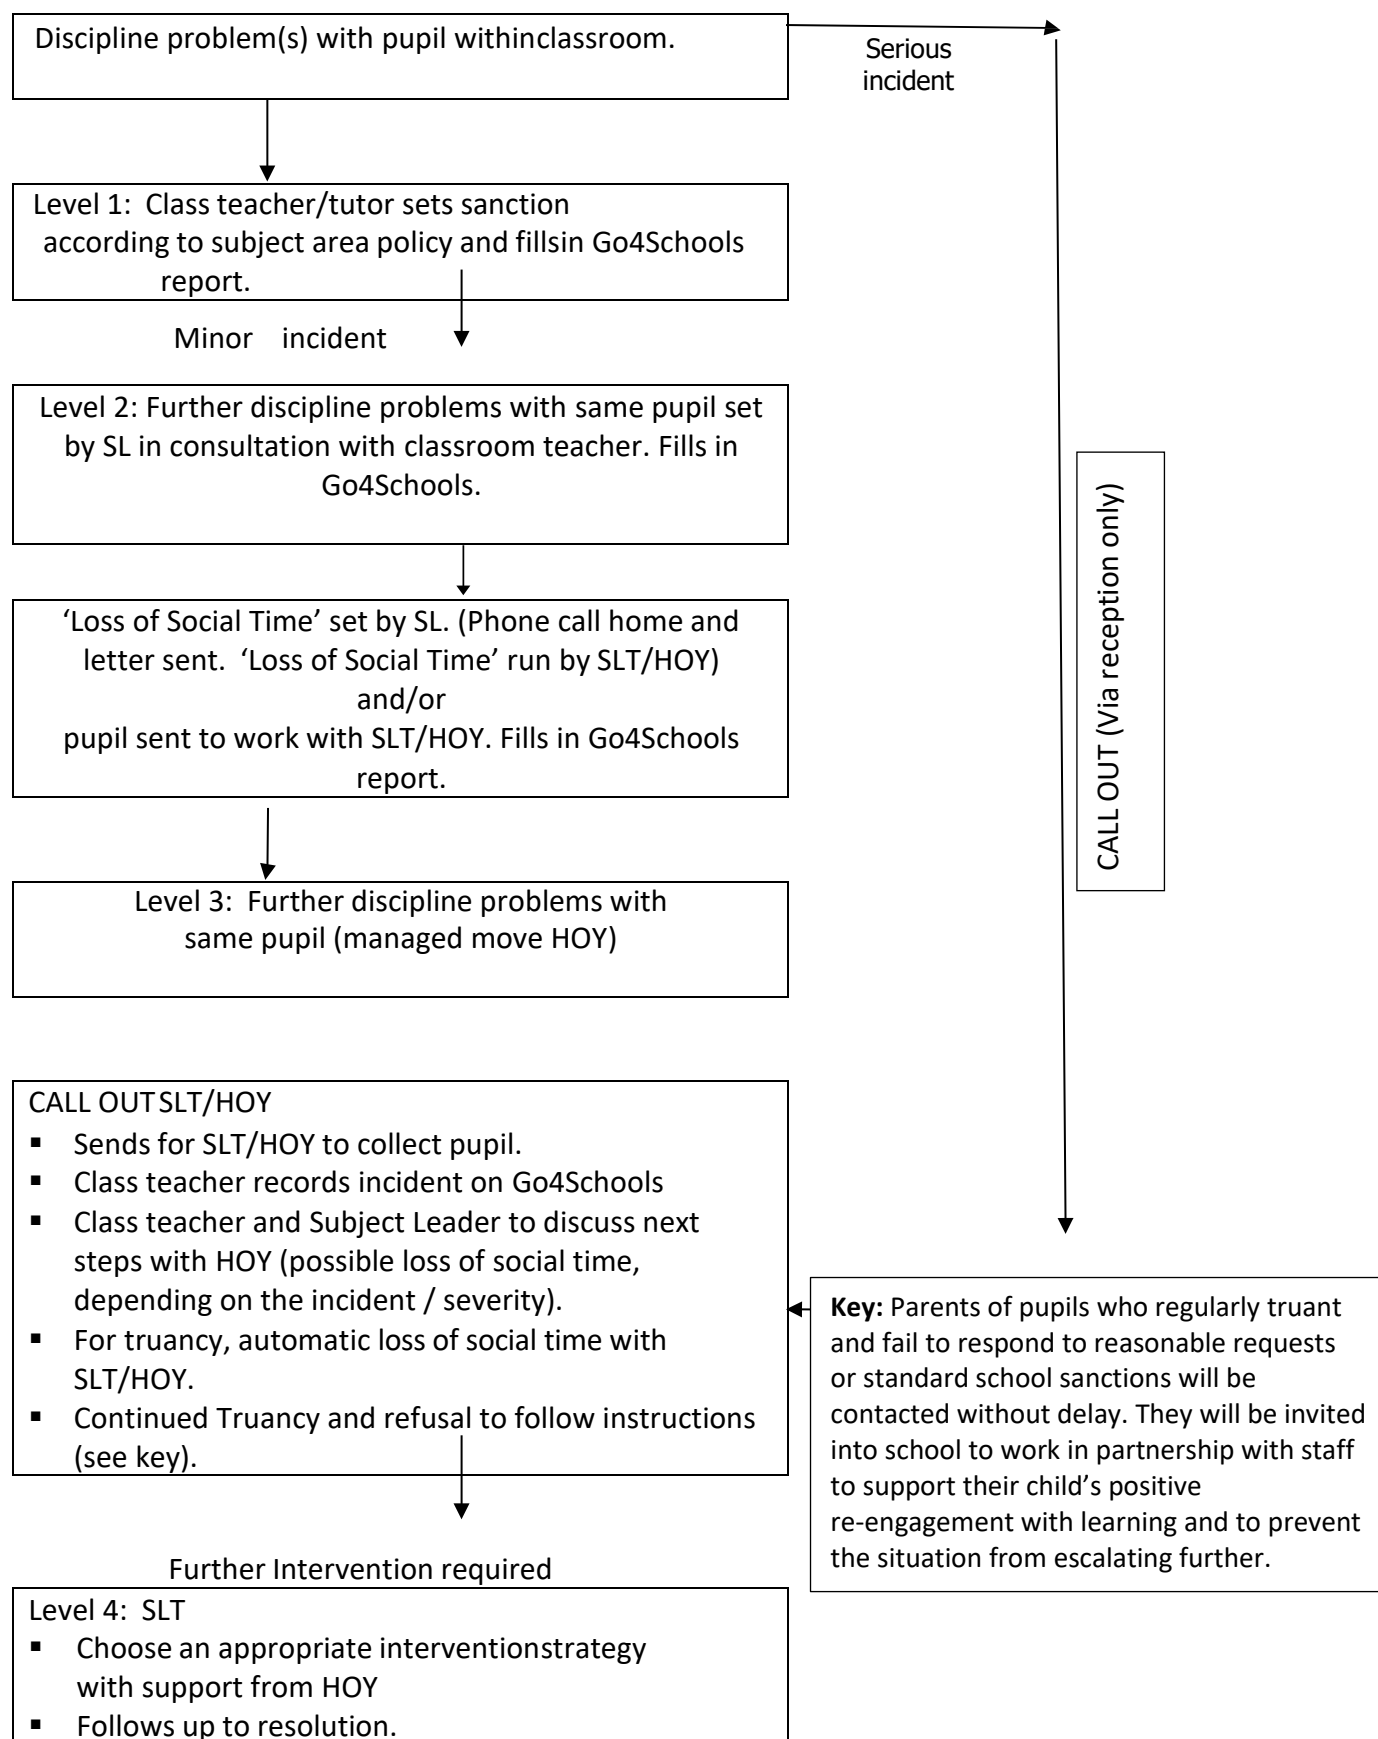 Discipline problem(s) with pupil withinclassroom.
Serious
incident
Level 1:  Class teacher/tutor sets sanction
according to subject area policy and fillsin Go4Schools
report.
Minor    incident
Level 2: Further discipline problems with same pupil set
by SL in consultation with classroom teacher. Fills in
Go4Schools.
‘Loss of Social Time’ set by SL. (Phone call home and
letter sent.  ‘Loss of Social Time’ run by SLT/HOY)
and/or
pupil sent to work with SLT/HOY. Fills in Go4Schools
report.
CALL OUT (Via reception only)
Level 3:  Further discipline problems with
same pupil (managed move HOY)
CALL OUT SLT/HOY
▪ Sends for SLT/HOY to collect pupil.
▪ Class teacher records incident on Go4Schools
▪ Class teacher and Subject Leader to discuss next
steps with HOY (possible loss of social time,
depending on the incident / severity).
▪ For truancy, automatic loss of social time with
SLT/HOY.
▪ Continued Truancy and refusal to follow instructions
(see key).
Key: Parents of pupils who regularly truant
and fail to respond to reasonable requests
or standard school sanctions will be
contacted without delay. They will be invited
into school to work in partnership with staff
to support their child’s positive
re-engagement with learning and to prevent
the situation from escalating further.
Further Intervention required
Level 4:  SLT
▪ Choose an appropriate interventionstrategy
with support from HOY
▪ Follows up to resolution.